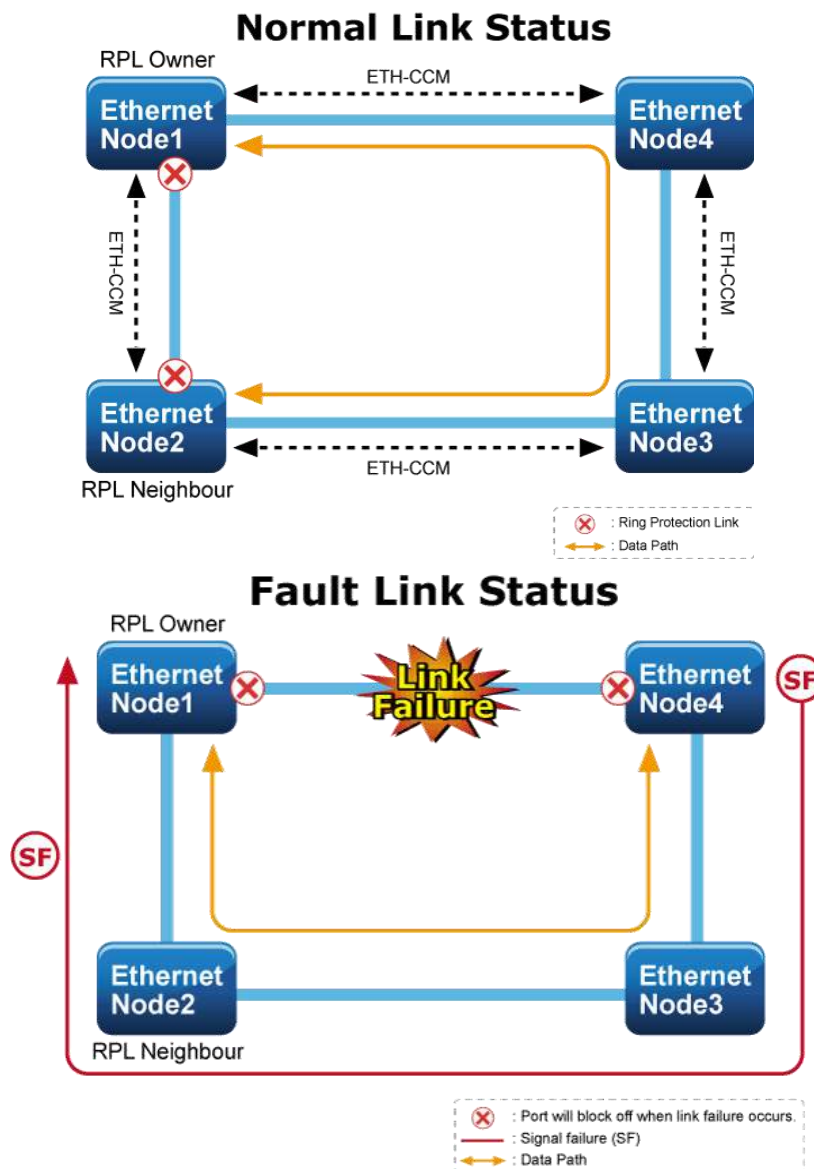 Normal Link Status
RPL Owner
ETH-CCM
Ethernet
Node1
Ethernet
Node4
ETH-CCM
ETH-CCM
Ethernet
Node2
Ethernet
Node3
ETH-CCM
RPL Neighbour
: Ring Protection Link
: Data Path
Fault Link Status
RPL Owner
Ethernet
Node1
Link
Failure
Ethernet
Node4
SF
SF
Ethernet
Node2
Ethernet
Node3
RPL Neighbour
: Port will block off when link failure occurs.
: Signal failure (SF)
: Data Path